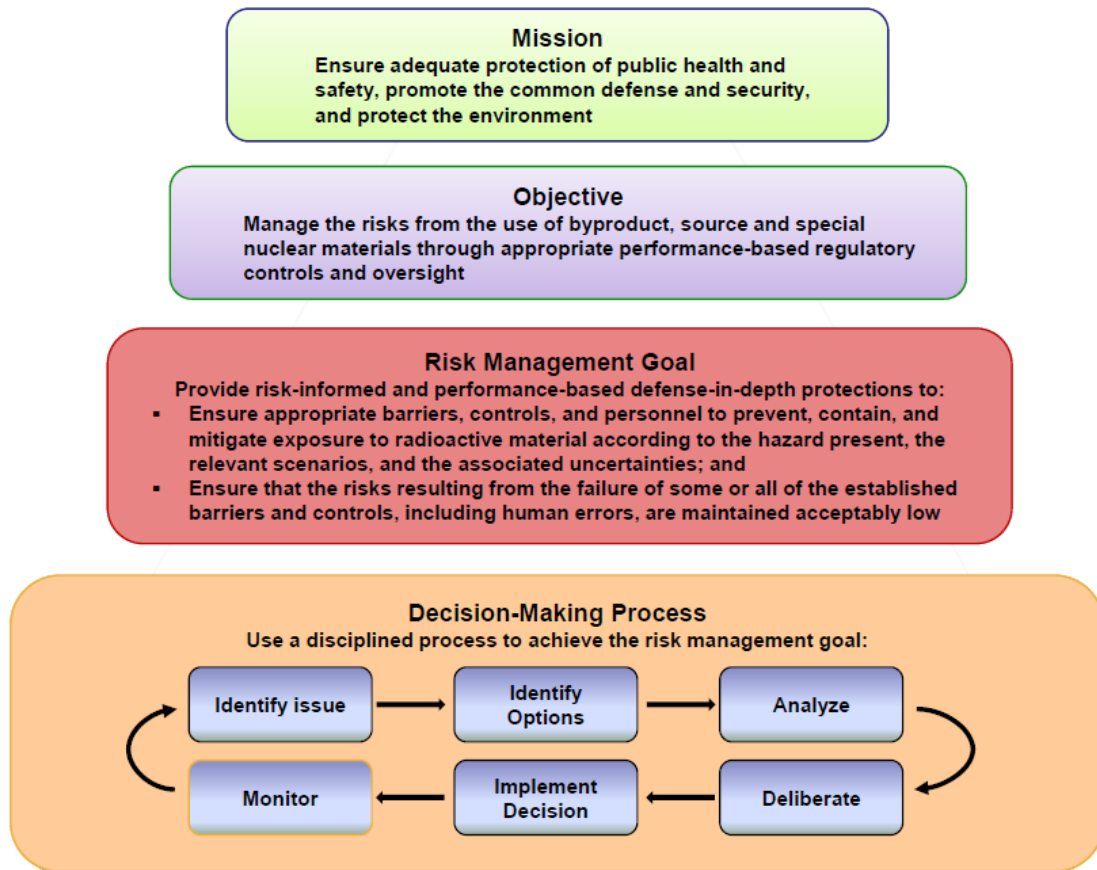 Mission
Ensure adequate protection of public health and
safety, promote the common defense and security,
and protect the environment
Objective
Manage the risks from the use of byproduct, source and special
nuclear materials through appropriate performance-based regulatory
controls and oversight
Risk Management Goal
Provide risk-informed and performance-based defense-in-depth protections to:
▪ Ensure appropriate barriers, controls, and personnel to prevent, contain, and
mitigate exposure to radioactive material according to the hazard present, the
relevant scenarios, and the associated uncertainties; and
▪ Ensure that the risks resulting from the failure of some or all of the established
barriers and controls, including human errors, are maintained acceptably low
Decision-Making Process
Use a disciplined process to achieve the risk management goal:
Identify issue
Identify
Options
Analyze
Deliberate
Implement
Decision
Monitor